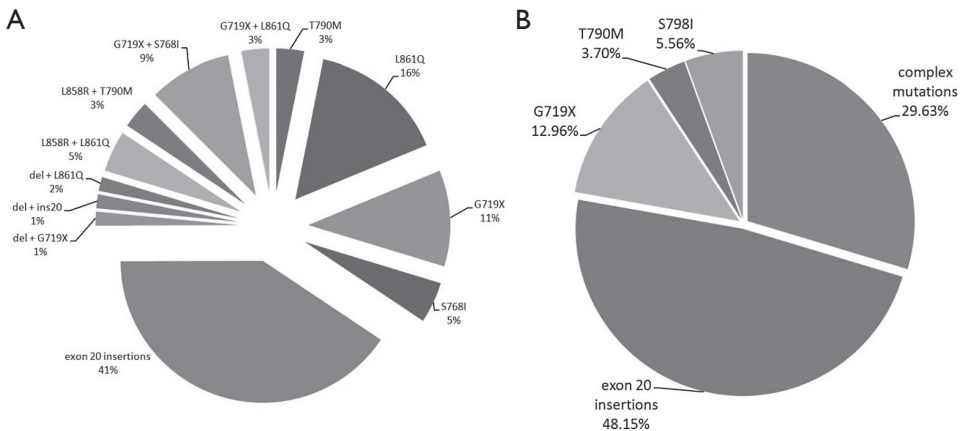 A
G719X + L861Q
3%
T790M
3%
L861Q
16%
G719X
11%
S768I
5%
exon 20 insertions
41%
del + G719X
1%
del + ins20
1%
del + L861Q
2%
L858R + L861Q
5%
L858R + T790M
3%
G719X + S768I
9%
B
complex
mutations
29.63%
exon 20
insertions
48.15%
G719X
12.96%
T790M
3.70%
S798I
5.56%